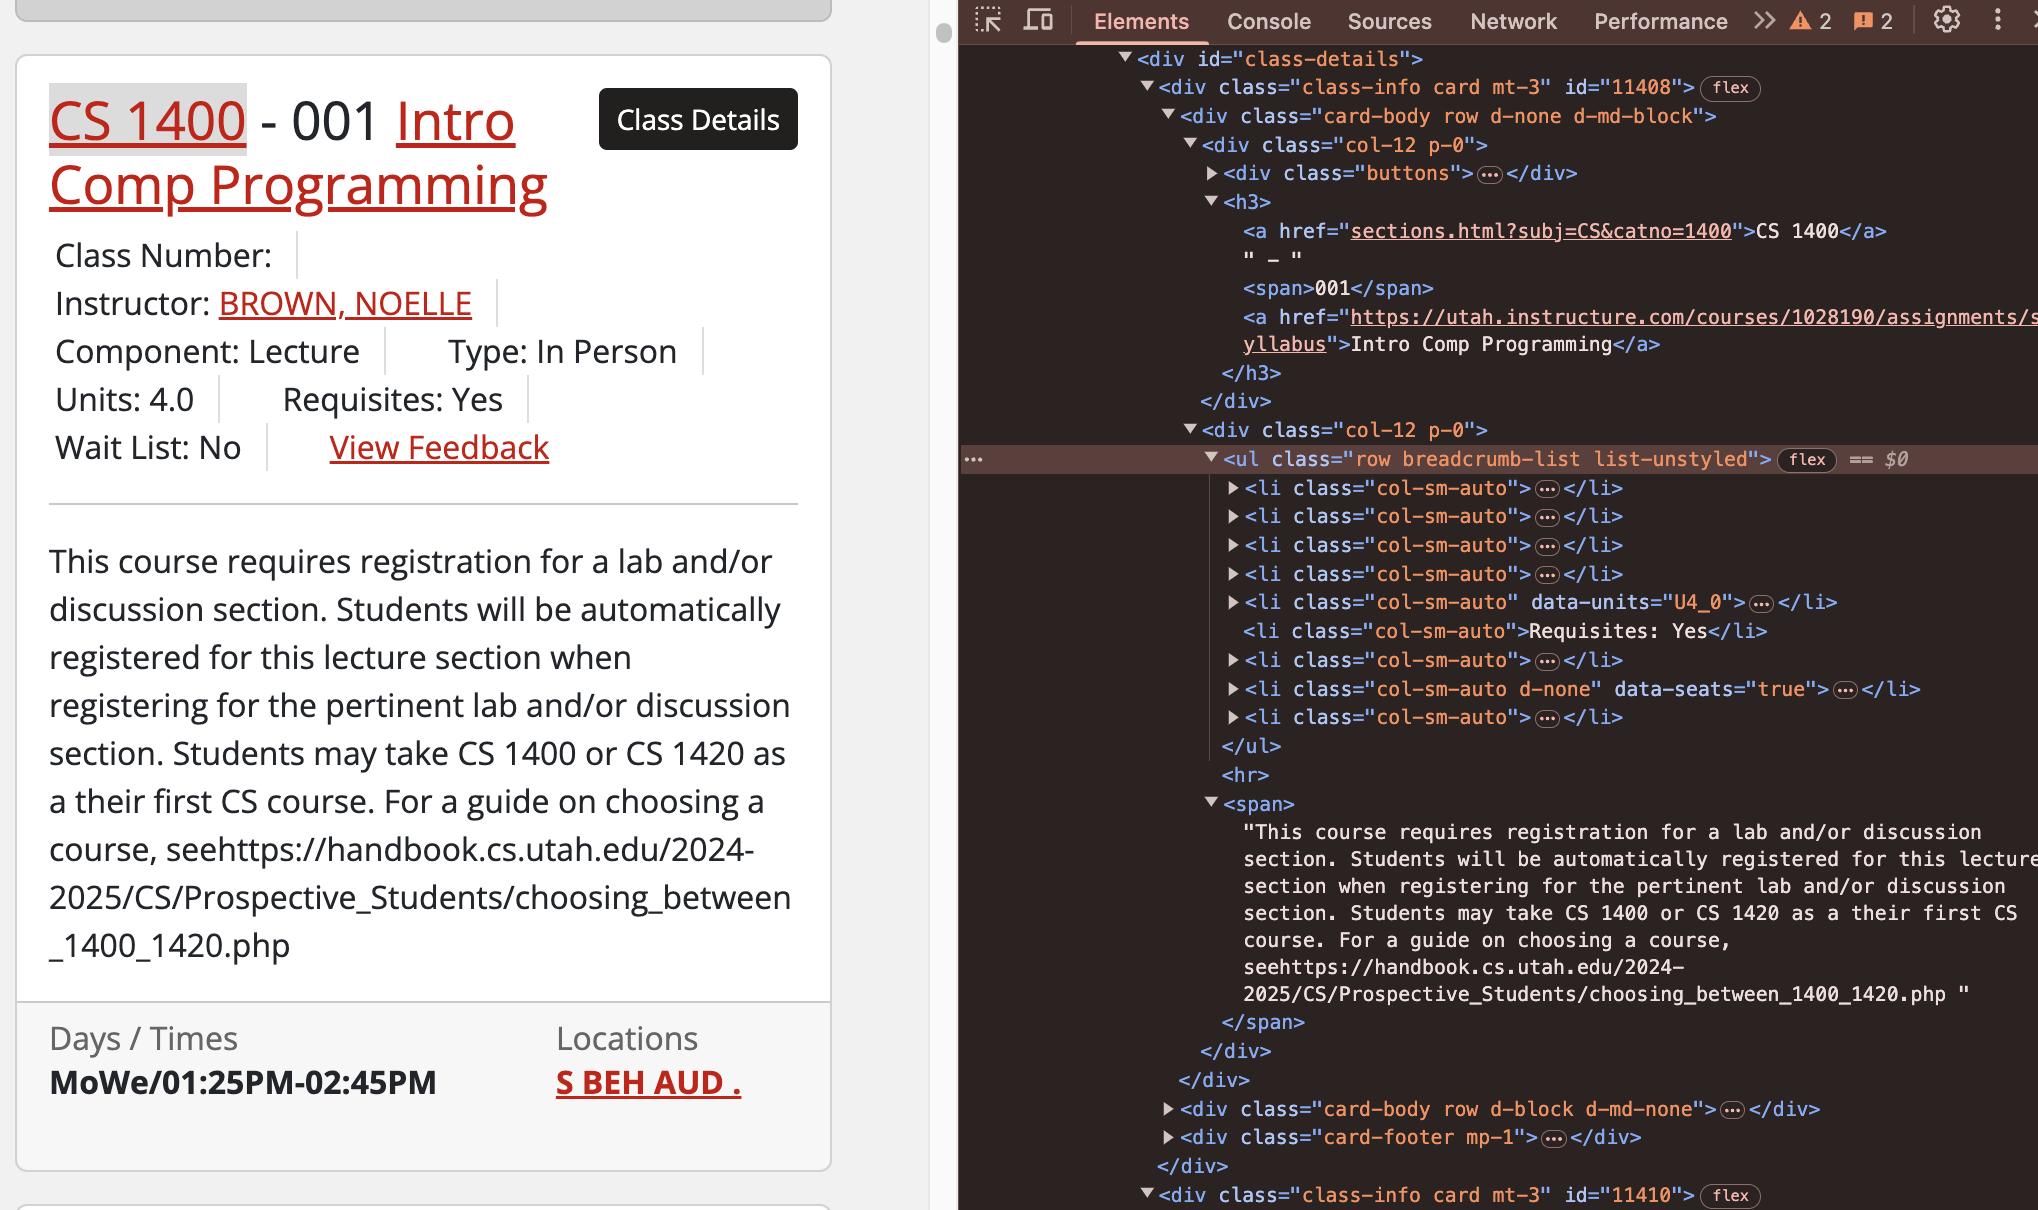 CS 1400 - 001 Intro
Comp Programming
Class Details
Class Number:
Instructor: BROWN, NOELLE
Component: Lecture
Type: In Person
Units: 4.0
Requisites: Yes
Wait List: No
View Feedback
This course requires registration for a lab and/or
discussion section. Students will be automatically
registered for this lecture section when
registering for the pertinent lab and/or discussion
section. Students may take CS 1400 or CS 1420 as
a their first CS course. For a guide on choosing a
course, seehttps://handbook.cs.utah.edu/2024-
2025/CS/Prospective_Students/choosing_between
_1400_1420.php
Days / Times
MoWe/01:25PM-02:45PM
Locations
S BEH AUD .
Elements Console Sources Network Performance 2 2
<div id="class-details">
<div class="class-info card mt-3" id="11408"> flex
<div class="card-body row d-none d-md-block">
<div class="col-12 p-0">
<div class="buttons">…</div>
<h3>
<a href="sections.html?subj=CS&catno=1400">CS 1400</a>
" – "
<span>001</span>
<a href="https://utah.instructure.com/courses/1028190/assignments/s
yllabus">Intro Comp Programming</a>
</h3>
</div>
<div class="col-12 p-0">
… <ul class="row breadcrumb-list list-unstyled"> flex == $0
<li class="col-sm-auto">…</li>
<li class="col-sm-auto">…</li>
<li class="col-sm-auto">…</li>
<li class="col-sm-auto">…</li>
<li class="col-sm-auto" data-units="U4_0">…</li>
<li class="col-sm-auto">Requisites: Yes</li>
<li class="col-sm-auto">…</li>
<li class="col-sm-auto d-none" data-seats="true">…</li>
<li class="col-sm-auto">…</li>
</ul>
<hr>
<span>
"This course requires registration for a lab and/or discussion
section. Students will be automatically registered for this lecture
section when registering for the pertinent lab and/or discussion
section. Students may take CS 1400 or CS 1420 as a their first CS
course. For a guide on choosing a course,
seehttps://handbook.cs.utah.edu/2024-
2025/CS/Prospective_Students/choosing_between_1400_1420.php "
</span>
</div>
</div>
<div class="card-body row d-block d-md-none">…</div>
<div class="card-footer mp-1">…</div>
</div>
<div class="class-info card mt-3" id="11410"> flex